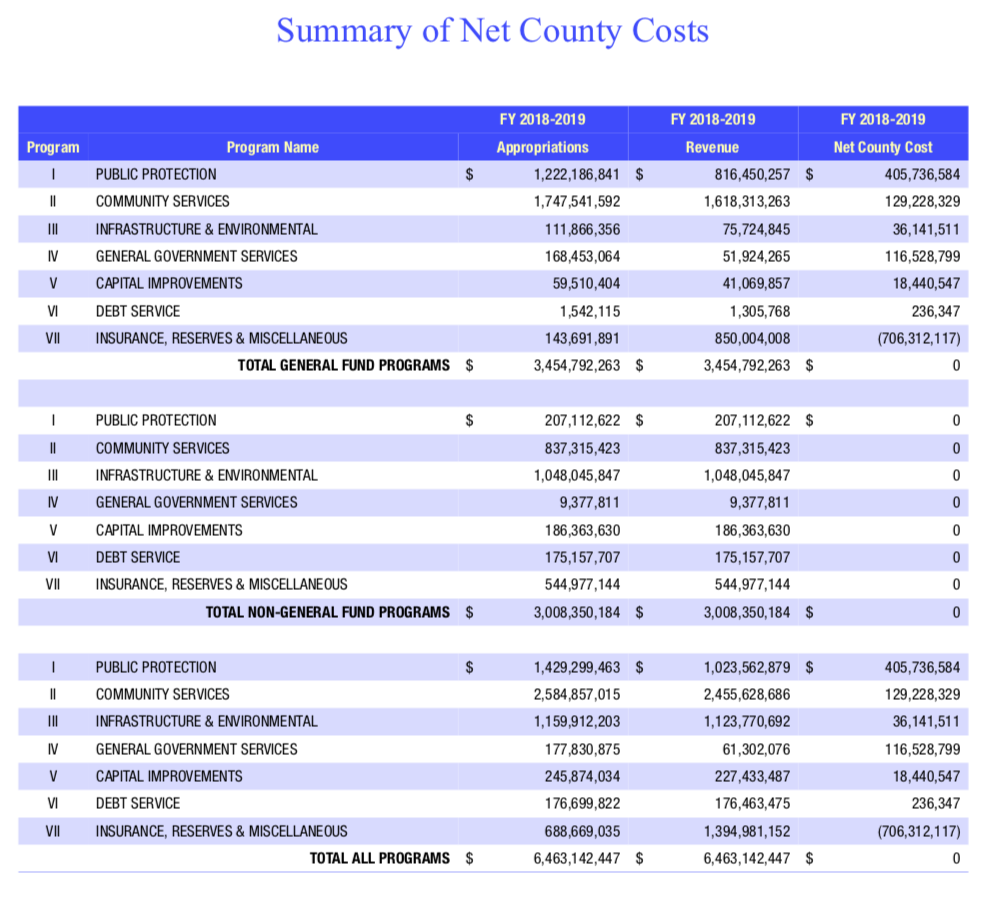 Summary of Net County Costs
FY 2018-2019 FY 2018-2019 FY 2018-2019
Program Program Name Appropriations Revenue Net County Cost
I PUBLIC PROTECTION $ 1,222,186,841 $ 816,450,257 $ 405,736,584
II COMMUNITY SERVICES 1,747,541,592 1,618,313,263 129,228,329
III INFRASTRUCTURE & ENVIRONMENTAL 111,866,356 75,724,845 36,141,511
IV GENERAL GOVERNMENT SERVICES 168,453,064 51,924,265 116,528,799
V CAPITAL IMPROVEMENTS 59,510,404 41,069,857 18,440,547
VI DEBT SERVICE 1,542,115 1,305,768 236,347
VII INSURANCE, RESERVES & MISCELLANEOUS 143,691,891 850,004,008 (706,312,117)
TOTAL GENERAL FUND PROGRAMS $ 3,454,792,263 $ 3,454,792,263 $ 0
I PUBLIC PROTECTION $ 207,112,622 $ 207,112,622 $ 0
II COMMUNITY SERVICES 837,315,423 837,315,423 0
III INFRASTRUCTURE & ENVIRONMENTAL 1,048,045,847 1,048,045,847 0
IV GENERAL GOVERNMENT SERVICES 9,377,811 9,377,811 0
V CAPITAL IMPROVEMENTS 186,363,630 186,363,630 0
VI DEBT SERVICE 175,157,707 175,157,707 0
VII INSURANCE, RESERVES & MISCELLANEOUS 544,977,144 544,977,144 0
TOTAL NON-GENERAL FUND PROGRAMS $ 3,008,350,184 $ 3,008,350,184 $ 0
I PUBLIC PROTECTION $ 1,429,299,463 $ 1,023,562,879 $ 405,736,584
II COMMUNITY SERVICES 2,584,857,015 2,455,628,686 129,228,329
III INFRASTRUCTURE & ENVIRONMENTAL 1,159,912,203 1,123,770,692 36,141,511
IV GENERAL GOVERNMENT SERVICES 177,830,875 61,302,076 116,528,799
V CAPITAL IMPROVEMENTS 245,874,034 227,433,487 18,440,547
VI DEBT SERVICE 176,699,822 176,463,475 236,347
VII INSURANCE, RESERVES & MISCELLANEOUS 688,669,035 1,394,981,152 (706,312,117)
TOTAL ALL PROGRAMS $ 6,463,142,447 $ 6,463,142,447 $ 0